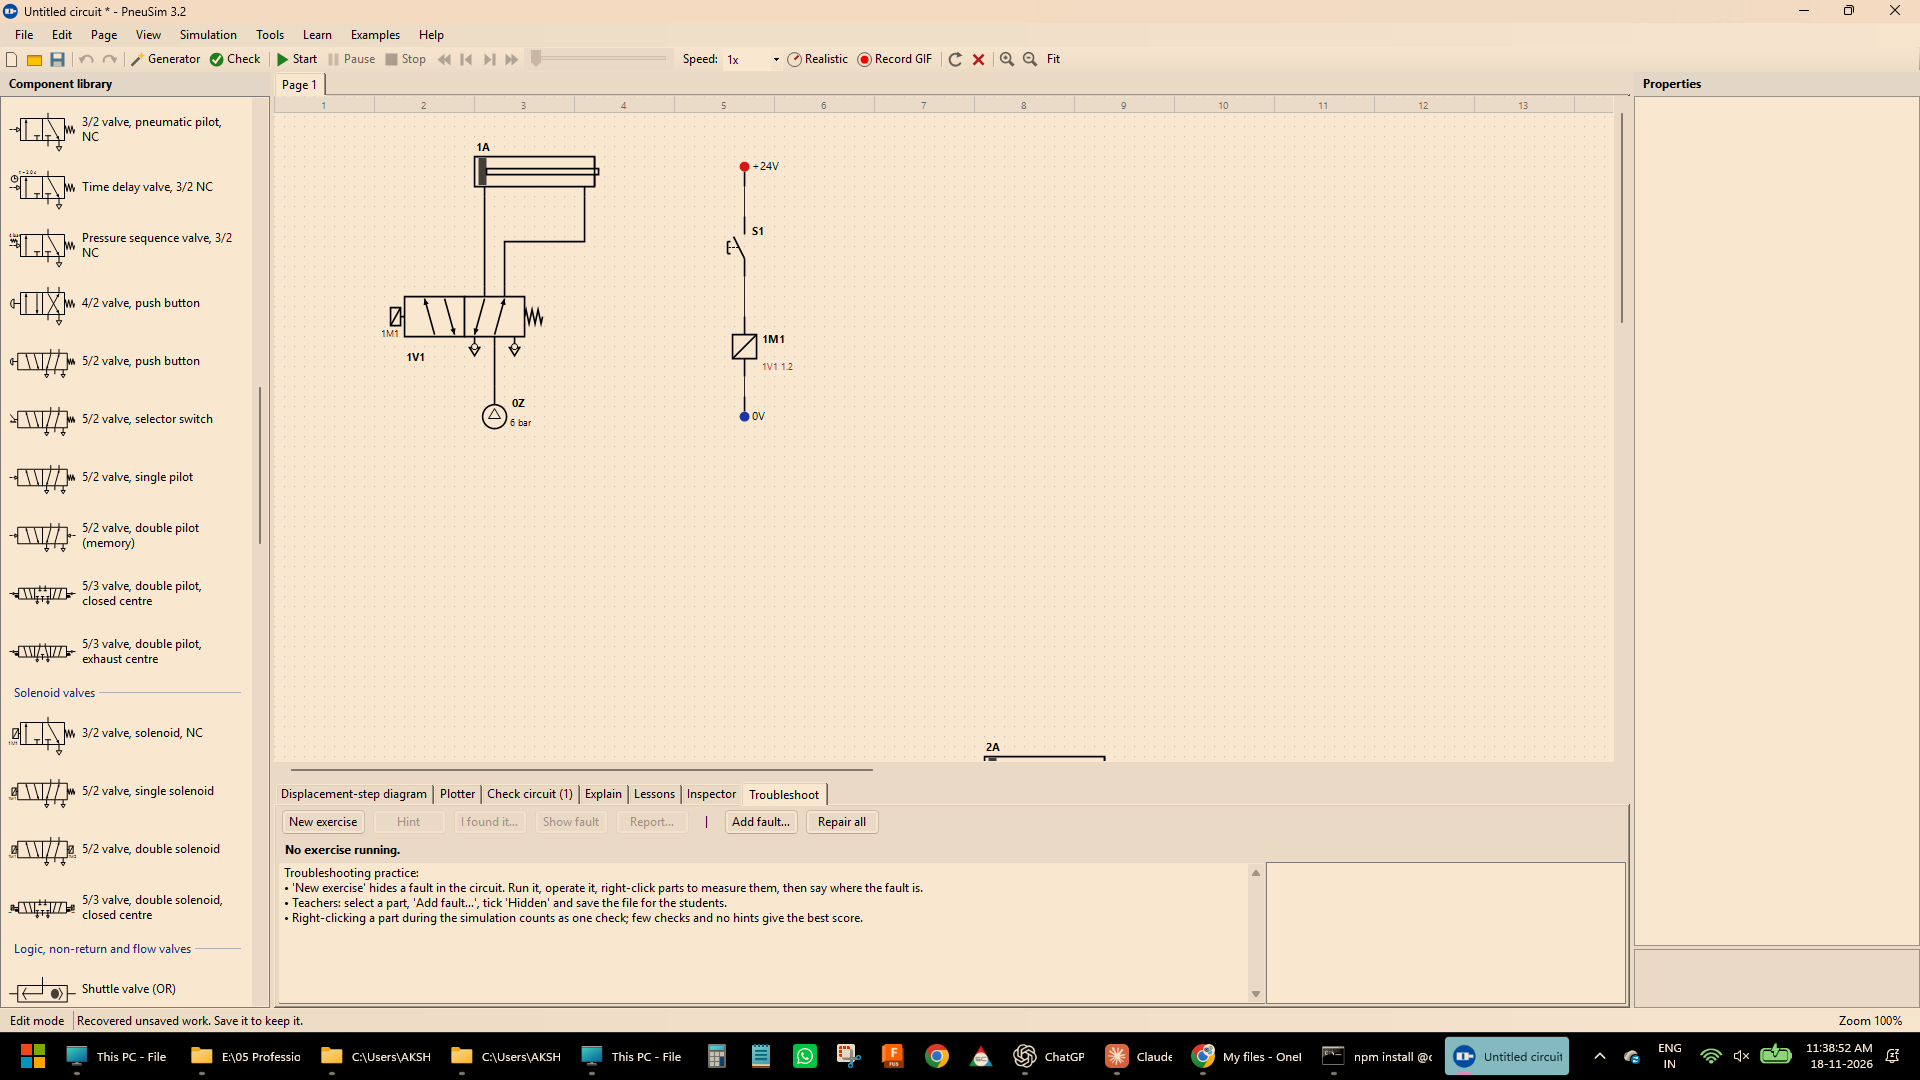 Untitled circuit * - PneuSim 3.2
File Edit Page View Simulation Tools Learn Examples Help
Generator Check Start Pause Stop Speed: 1x Realistic Record GIF Fit
Component library
3/2 valve, pneumatic pilot,
NC
Time delay valve, 3/2 NC
Pressure sequence valve, 3/2
NC
4/2 valve, push button
5/2 valve, push button
5/2 valve, selector switch
5/2 valve, single pilot
5/2 valve, double pilot
(memory)
5/3 valve, double pilot,
closed centre
5/3 valve, double pilot,
exhaust centre
Solenoid valves
3/2 valve, solenoid, NC
5/2 valve, single solenoid
5/2 valve, double solenoid
5/3 valve, double solenoid,
closed centre
Logic, non-return and flow valves
Shuttle valve (OR)
Page 1
1 2 3 4 5 6 7 8 9 10 11 12 13
1A
1M1
1V1
0Z
6 bar
+24V
S1
1M1
1V1 1.2
0V
2A
Displacement-step diagram Plotter Check circuit (1) Explain Lessons Inspector Troubleshoot
New exercise Hint I found it... Show fault Report... | Add fault... Repair all
No exercise running.
Troubleshooting practice:
• 'New exercise' hides a fault in the circuit. Run it, operate it, right-click parts to measure them, then say where the fault is.
• Teachers: select a part, 'Add fault...', tick 'Hidden' and save the file for the students.
• Right-clicking a part during the simulation counts as one check; few checks and no hints give the best score.
Properties
Edit mode Recovered unsaved work. Save it to keep it. Zoom 100%
This PC - File E:\05 Professio C:\Users\AKSH C:\Users\AKSH This PC - File ChatGP Claude My files - OneI npm install @c Untitled circuit
ENG
IN
11:38:52 AM
18-11-2026